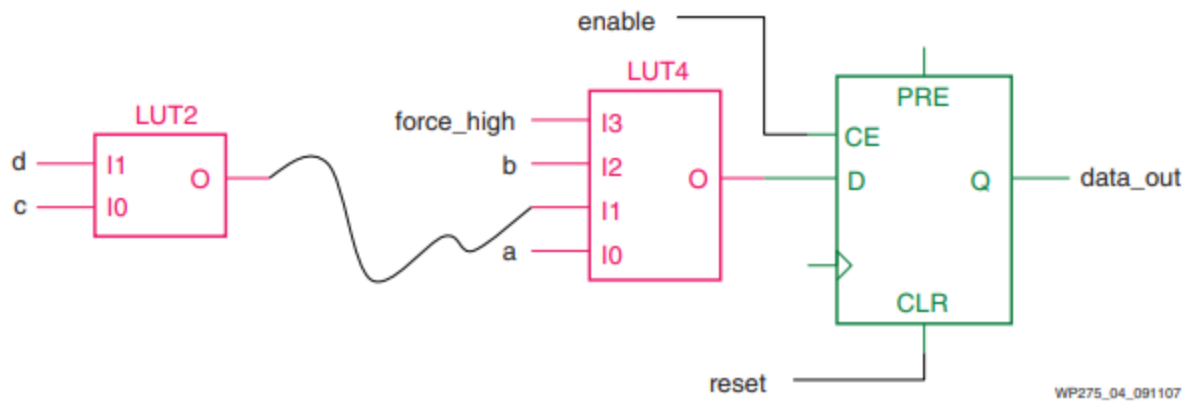 enable
LUT4
PRE
LUT2
force_high
I3
CE
d
I1
b
I2
O
O
D
Q
data_out
c
I0
I1
a
I0
CLR
reset
WP275_04_091107